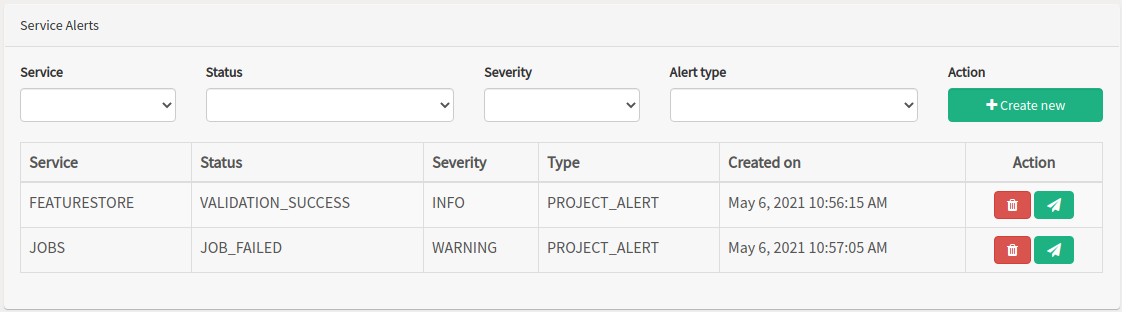 Service Alerts
Service Status Severity Alert type Action
Create new
Service Status Severity Type Created on Action
FEATURESTORE VALIDATION_SUCCESS INFO PROJECT_ALERT May 6, 2021 10:56:15 AM
JOBS JOB_FAILED WARNING PROJECT_ALERT May 6, 2021 10:57:05 AM